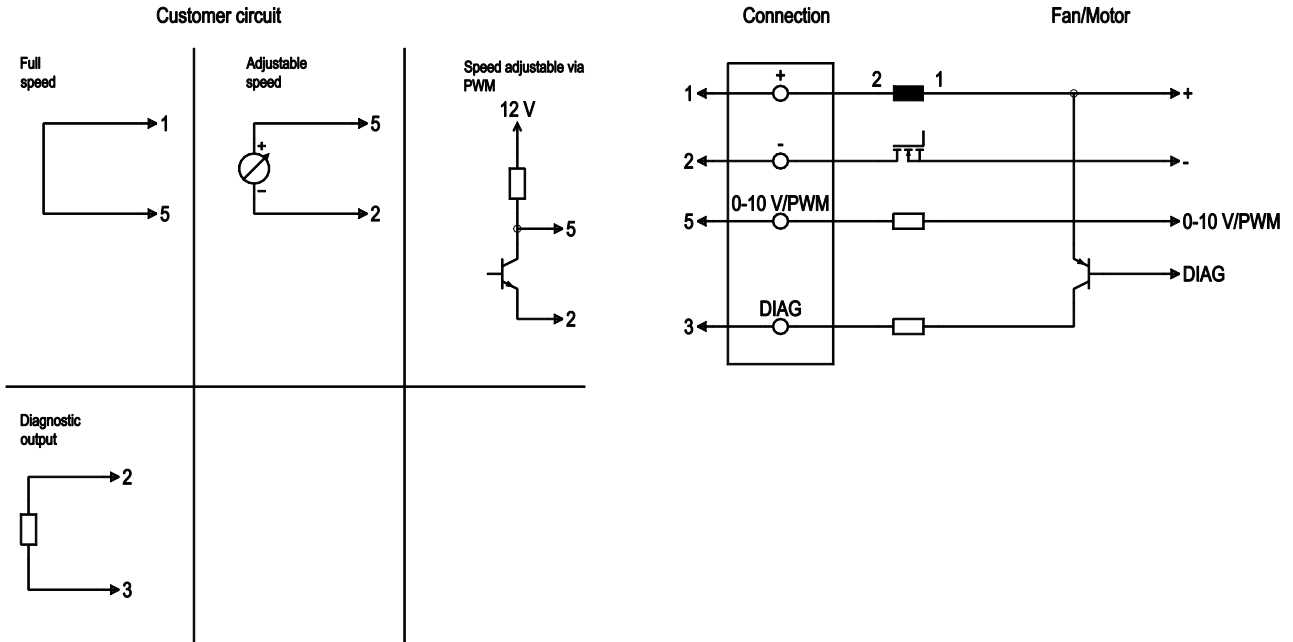 Customer circuit
Connection
Fan/Motor
Full
speed
1
5
Adjustable
speed
5
+
-
2
Speed adjustable via
PWM
12 V
5
2
Diagnostic
output
2
3
1
+
2
1
+
2
-
-
5
0-10 V/PWM
0-10 V/PWM
DIAG
3
DIAG